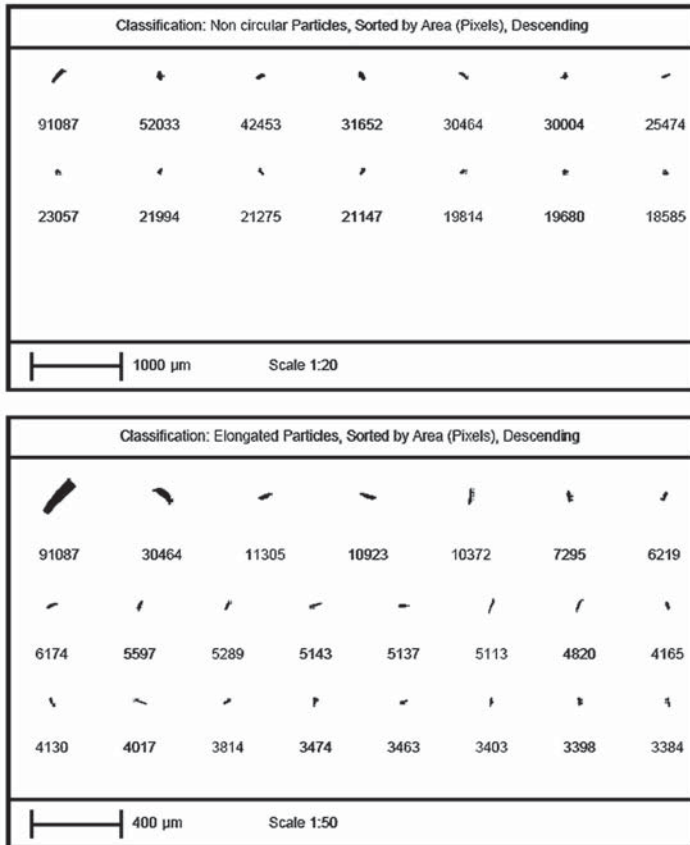 Classification: Non circular Particles, Sorted by Area (Pixels), Descending
91087 52033 42453 31652 30464 30004 25474
23057 21994 21275 21147 19814 19680 18585
1000 µm Scale 1:20
Classification: Elongated Particles, Sorted by Area (Pixels), Descending
91087 30464 11305 10923 10372 7295 6219
6174 5597 5289 5143 5137 5113 4820 4165
4130 4017 3814 3474 3463 3403 3398 3384
400 µm Scale 1:50